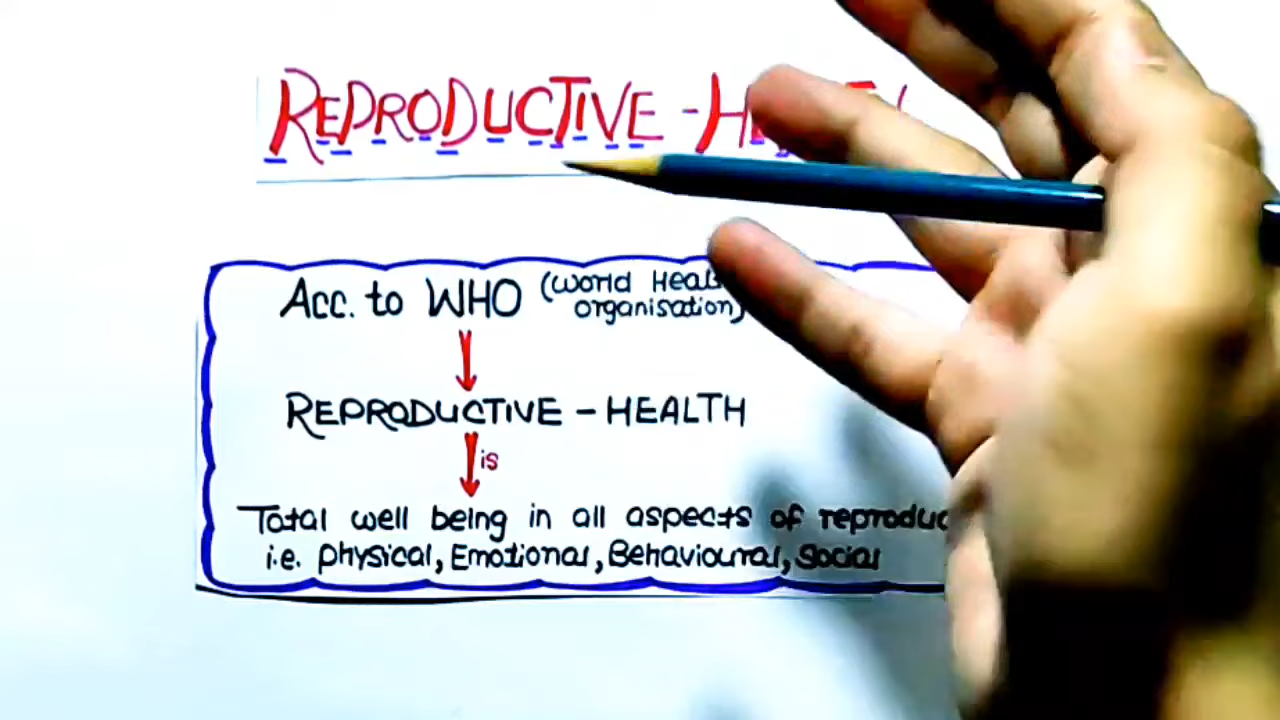 REPRODUCTIVE -
Acc. to WHO (World
organisation)
REPRODUCTIVE - HEALTH
is
Total well being in all aspects of
i.e. Physical, Emotional, Behavioural, Social